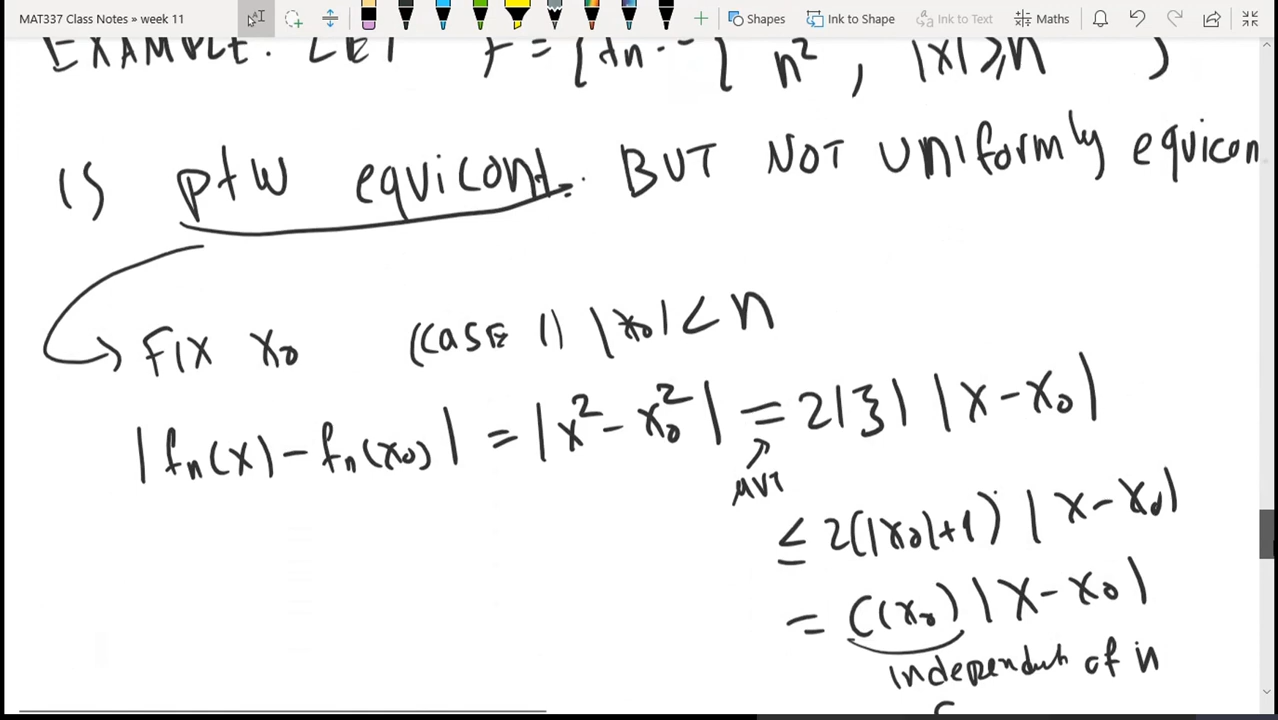 MAT337 Class Notes » week 11
Shapes Ink to Shape Ink to Text Maths
EXAMPLE: LET F = { fn = { n², |x| ≥ n }
IS ptw equicont. BUT NOT UNIformly equicon
FIX x₀ (CASE 1) |x₀| < n
|fn(x) - fn(x₀)| = |x² - x₀²| = 2|ξ| |x - x₀|
MVT
≤ 2(|x₀|+1) |x - x₀|
= C(x₀) |x - x₀|
independent of n